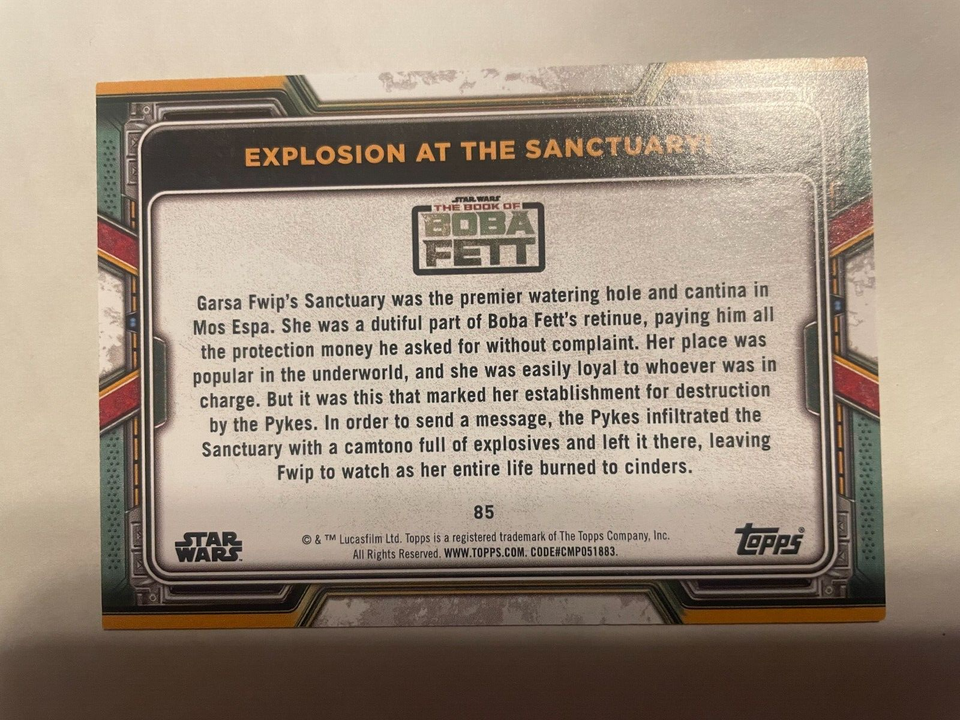 EXPLOSION AT THE SANCTUARY!
STAR WARS
THE BOOK OF
BOBA
FETT
Garsa Fwip's Sanctuary was the premier watering hole and cantina in
Mos Espa. She was a dutiful part of Boba Fett's retinue, paying him all
the protection money he asked for without complaint. Her place was
popular in the underworld, and she was easily loyal to whoever was in
charge. But it was this that marked her establishment for destruction
by the Pykes. In order to send a message, the Pykes infiltrated the
Sanctuary with a camtono full of explosives and left it there, leaving
Fwip to watch as her entire life burned to cinders.
85
STAR
WARS™
© & ™ Lucasfilm Ltd. Topps is a registered trademark of The Topps Company, Inc.
All Rights Reserved. WWW.TOPPS.COM. CODE#CMP051883.
Topps®